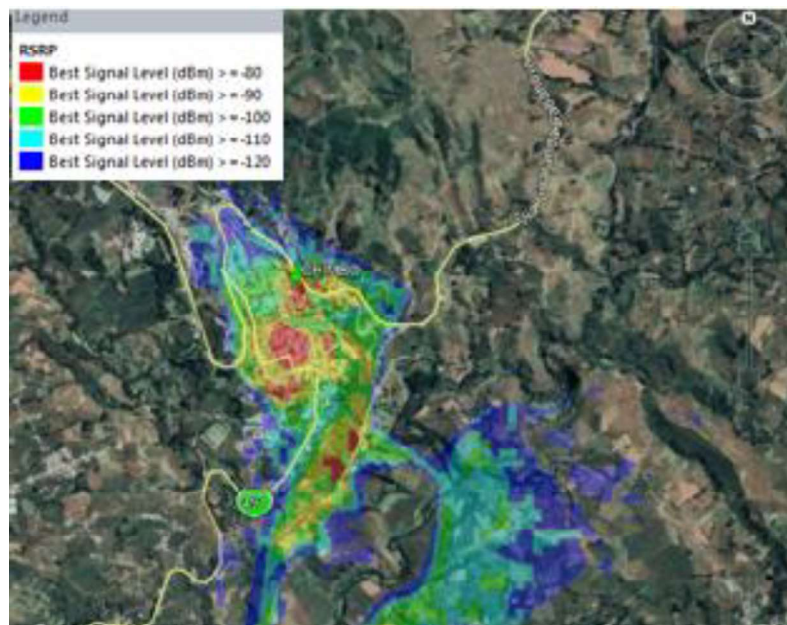 Legend
RSRP
Best Signal Level (dBm) >=-80
Best Signal Level (dBm) >=-90
Best Signal Level (dBm) >=-100
Best Signal Level (dBm) >=-110
Best Signal Level (dBm) >=-120
N